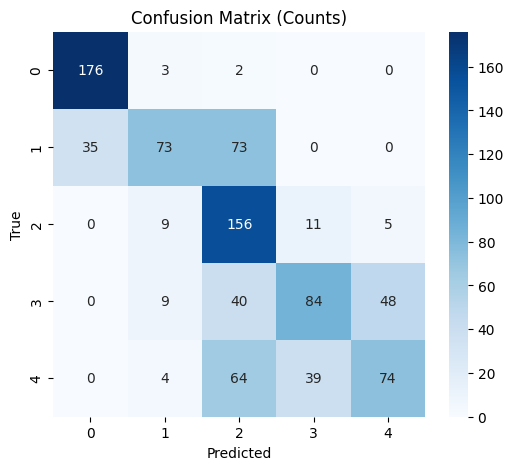 Confusion Matrix (Counts)
0 176 3 2 0 0
1 35 73 73 0 0
2 0 9 156 11 5
3 0 9 40 84 48
4 0 4 64 39 74
0 1 2 3 4
Predicted
True
160
140
120
100
80
60
40
20
0